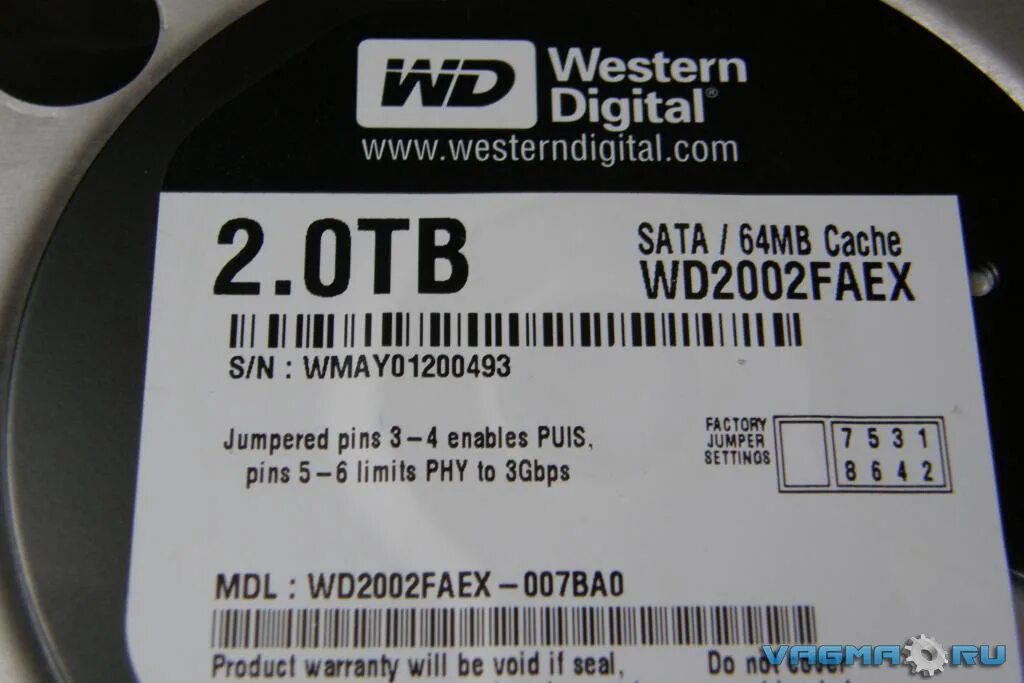 WD Western Digital®
www.westerndigital.com
2.0TB
SATA / 64MB Cache
WD2002FAEX
S/N : WMAY01200493
Jumpered pins 3-4 enables PUIS,
pins 5-6 limits PHY to 3Gbps
FACTORY
JUMPER
SETTINGS
7 5 3 1
8 6 4 2
MDL : WD2002FAEX-007BA0
Product warranty will be void if seal,
Do not cover
VAGMA RU